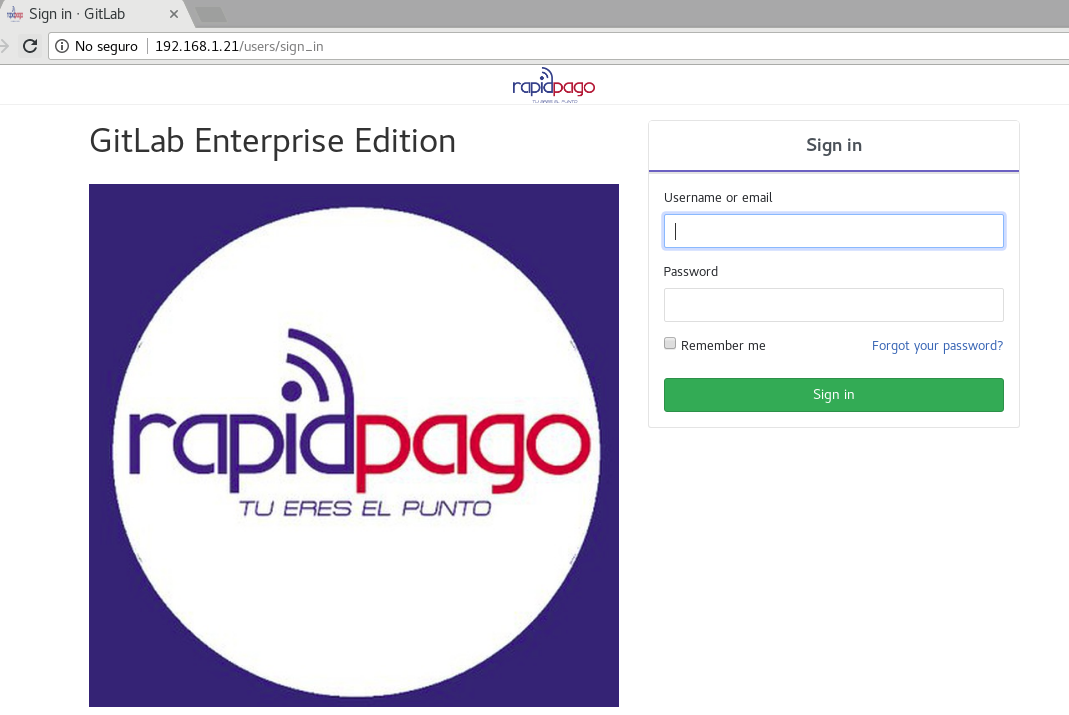 Sign in · GitLab
No seguro
192.168.1.21/users/sign_in
rapidpago
TU ERES EL PUNTO
GitLab Enterprise Edition
rapidpago
TU ERES EL PUNTO
Sign in
Username or email
Password
Remember me
Forgot your password?
Sign in